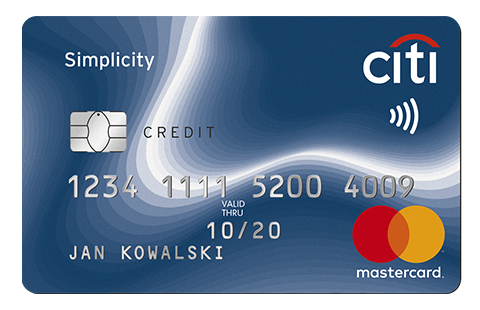 Simplicity
citi
CREDIT
1234 1111 5200 4009
VALID
THRU
10/20
JAN KOWALSKI
mastercard.